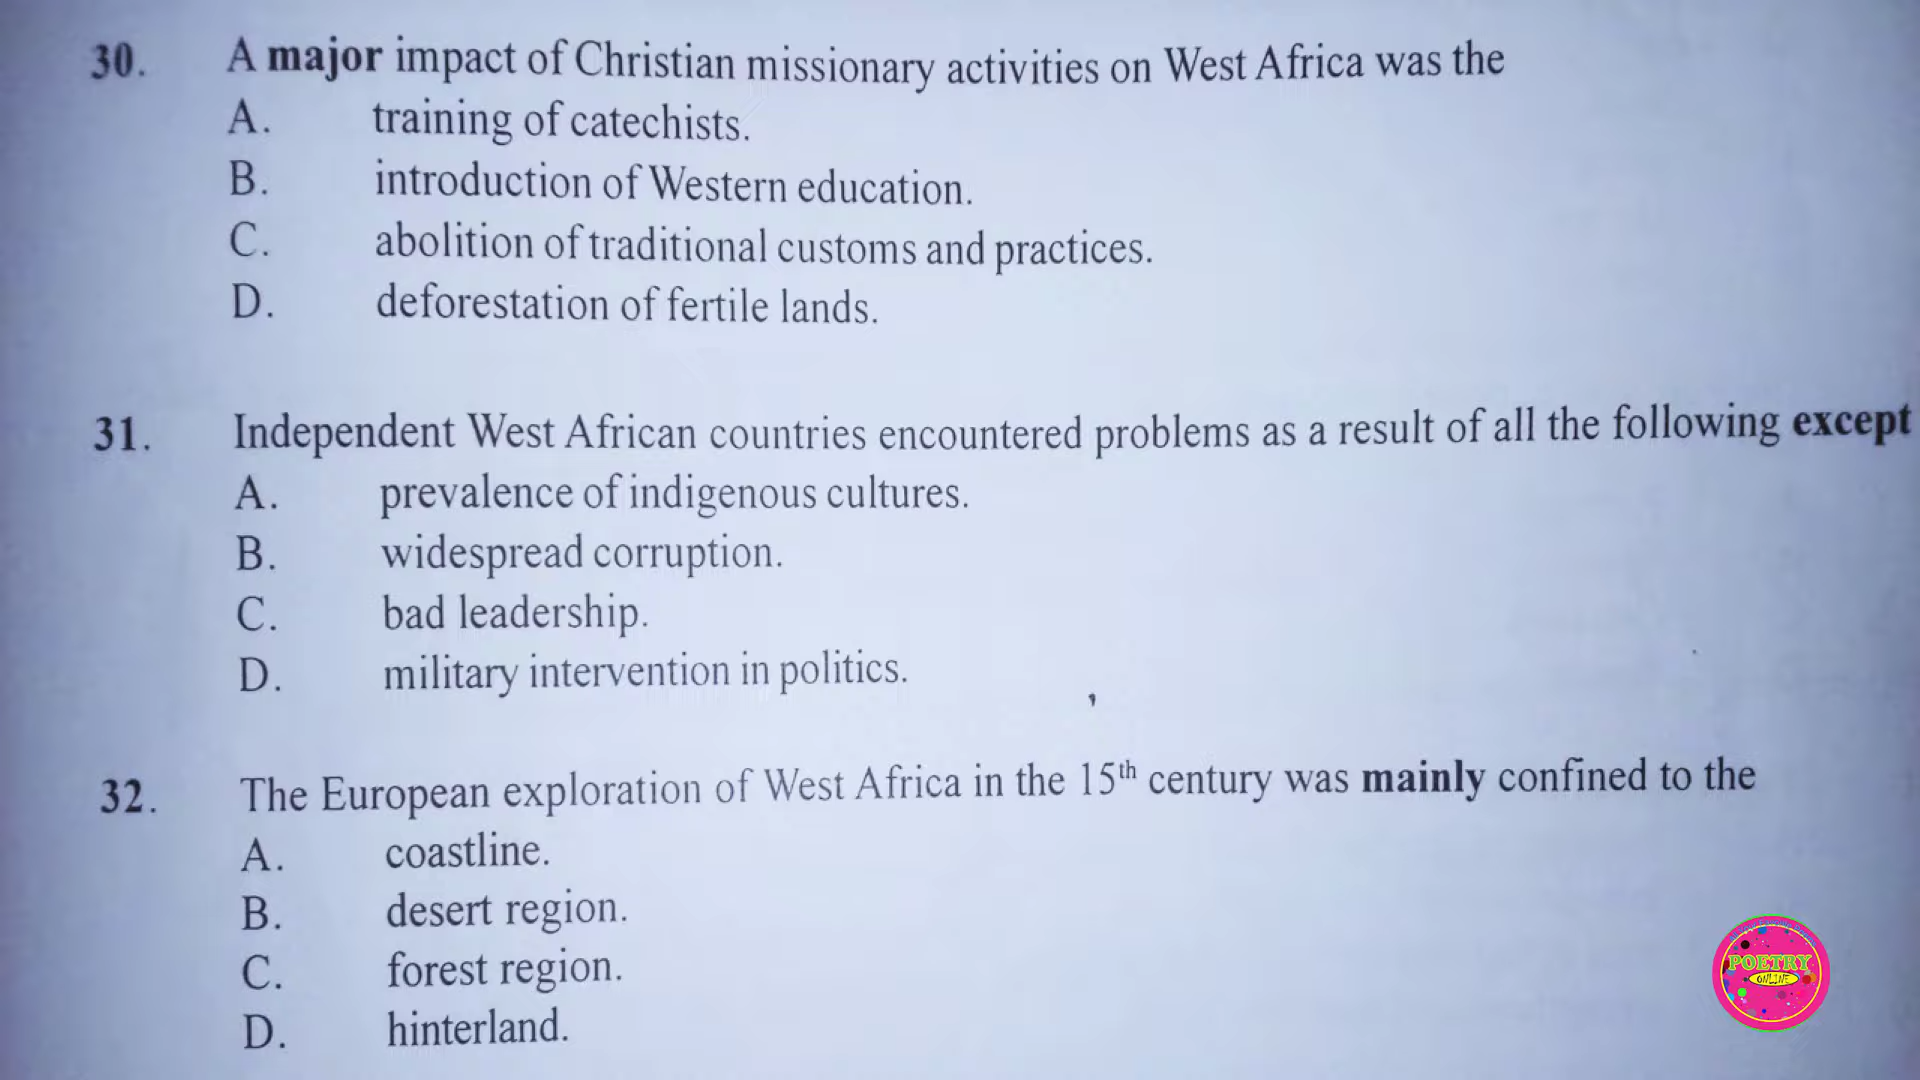 30. A major impact of Christian missionary activities on West Africa was the
A. training of catechists.
B. introduction of Western education.
C. abolition of traditional customs and practices.
D. deforestation of fertile lands.
31. Independent West African countries encountered problems as a result of all the following except
A. prevalence of indigenous cultures.
B. widespread corruption.
C. bad leadership.
D. military intervention in politics.
32. The European exploration of West Africa in the 15th century was mainly confined to the
A. coastline.
B. desert region.
C. forest region.
D. hinterland.
POETRY
ONLINE